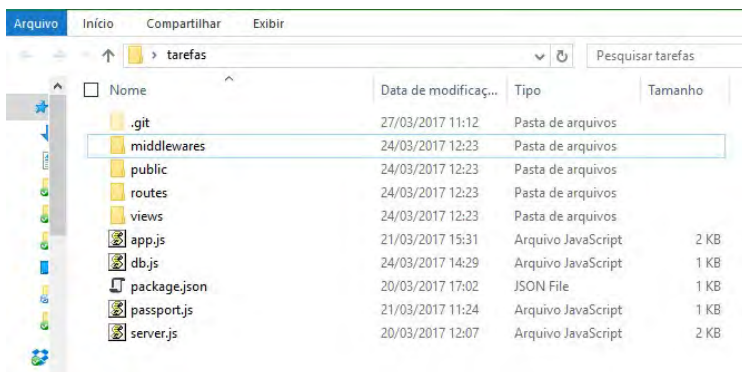 Arquivo Início Compartilhar Exibir
> tarefas Pesquisar tarefas
Nome Data de modificaç... Tipo Tamanho
.git 27/03/2017 11:12 Pasta de arquivos
middlewares 24/03/2017 12:23 Pasta de arquivos
public 24/03/2017 12:23 Pasta de arquivos
routes 24/03/2017 12:23 Pasta de arquivos
views 24/03/2017 12:23 Pasta de arquivos
app.js 21/03/2017 15:31 Arquivo JavaScript 2 KB
db.js 24/03/2017 14:29 Arquivo JavaScript 1 KB
package.json 20/03/2017 17:02 JSON File 1 KB
passport.js 21/03/2017 11:24 Arquivo JavaScript 1 KB
server.js 20/03/2017 12:07 Arquivo JavaScript 2 KB